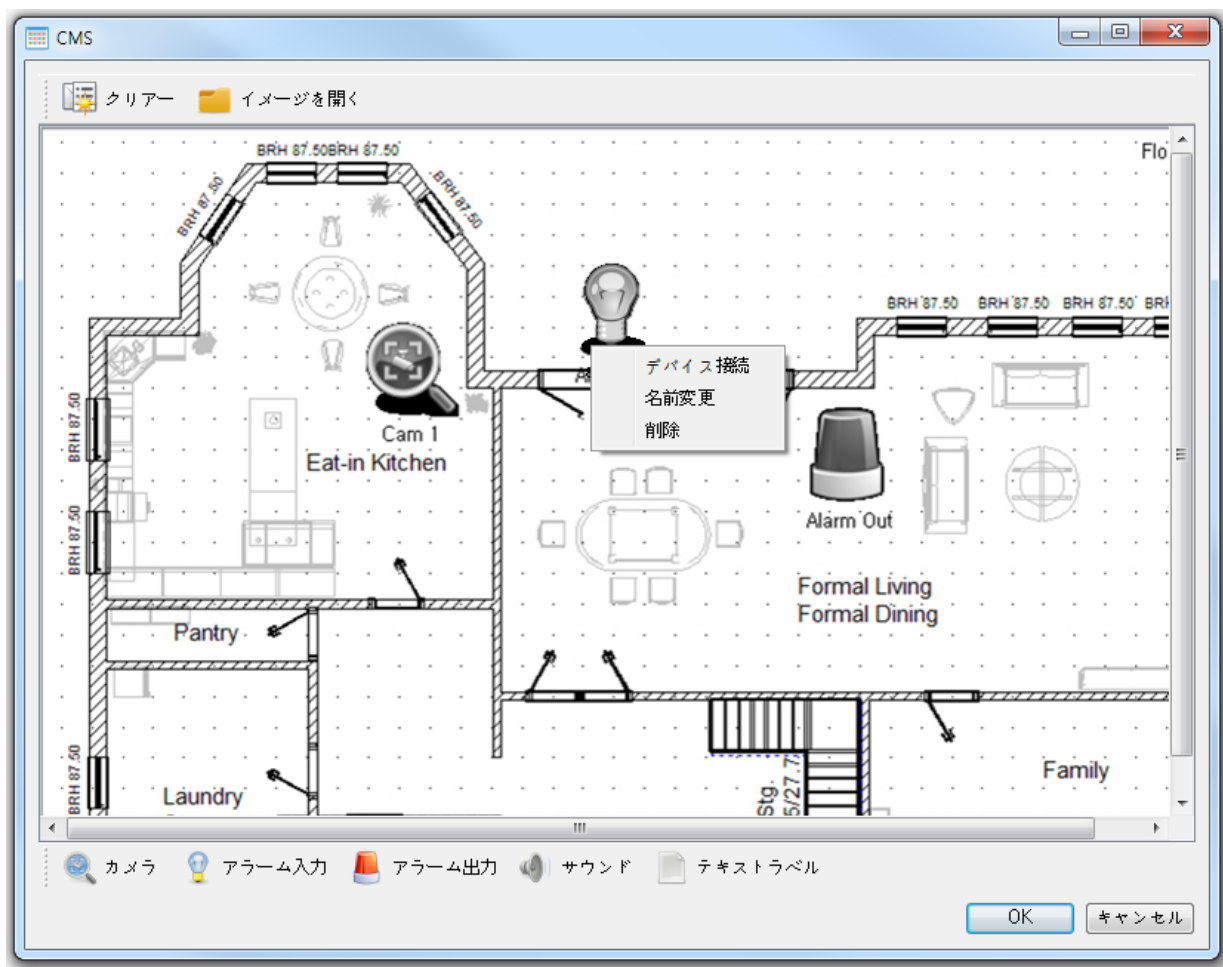 CMS
クリアー
イメージを開く
BRH 87.50
BRH 87.50
Flo
BRH 87.50
BRH 87.50
BRH 87.50
BRH 87.50
BRH 87.50
BRH
デバイス接続
名前変更
削除
BRH 87.50
Cam 1
Eat-in Kitchen
BRH 87.50
Alarm Out
Formal Living
Formal Dining
Pantry
BRH 87.50
Laundry
Stg.
5/27.7
Family
カメラ
アラーム入力
アラーム出力
サウンド
テキストラベル
OK
キャンセル